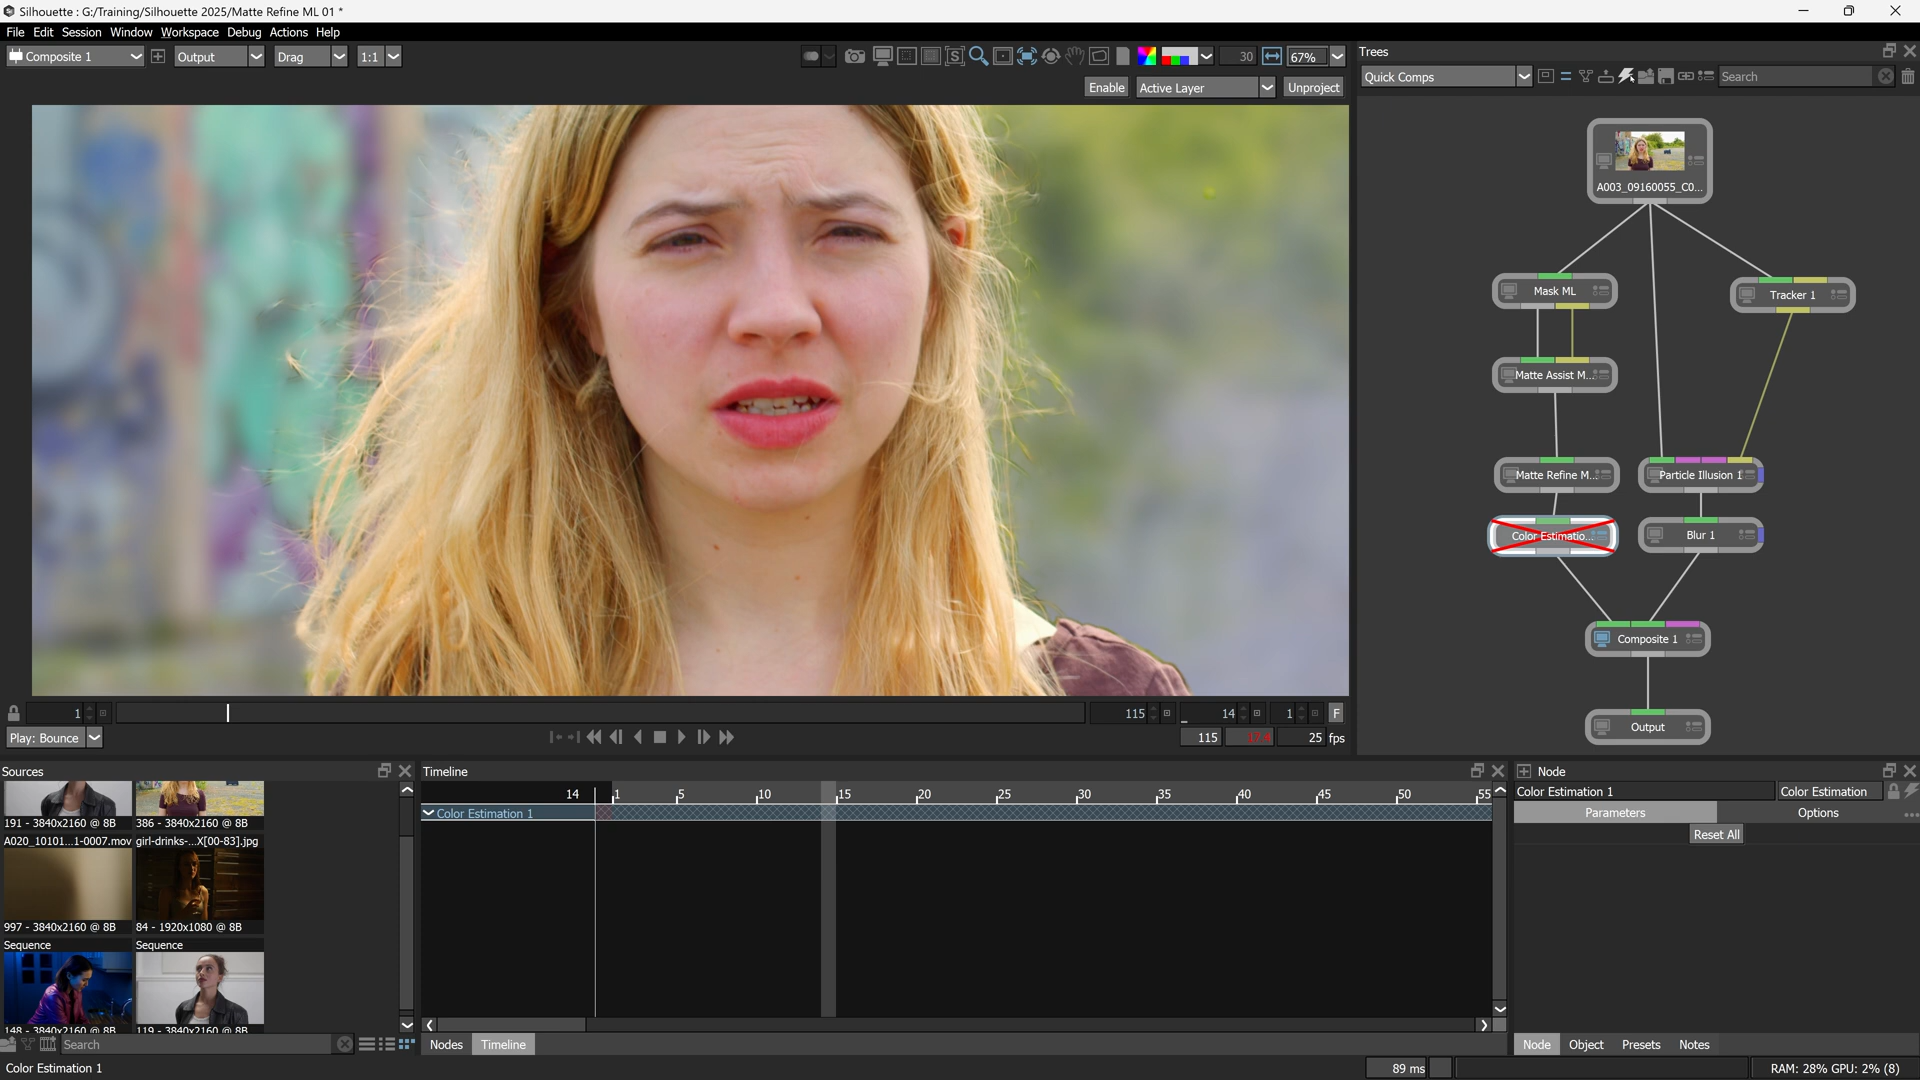 Silhouette : G:/Training/Silhouette 2025/Matte Refine ML 01 *
File Edit Session Window Workspace Debug Actions Help
Composite 1 Output Drag 1:1 30 67%
Enable Active Layer Unproject
Trees
Quick Comps Search
A003_09160055_C0...
Mask ML
Tracker 1
Matte Assist M...
Matte Refine M...
Particle Illusion 1
Color Estimatio...
Blur 1
Composite 1
Output
1 115 14 1 F
Play: Bounce 115 25 fps
Sources
191 - 3840x2160 @ 8B 386 - 3840x2160 @ 8B
A020_10101...1-0007.mov girl-drinks-...X[00-83].jpg
997 - 3840x2160 @ 8B 84 - 1920x1080 @ 8B
Sequence Sequence
148 - 3840x2160 @ 8B 119 - 3840x2160 @ 8B
Search
Timeline
14 1 5 10 15 20 25 30 35 40 45 50 55
Color Estimation 1
Nodes Timeline
Node
Color Estimation 1 Color Estimation
Parameters Options
Reset All
Node Object Presets Notes
Color Estimation 1 89 ms RAM: 28% GPU: 2% (8)